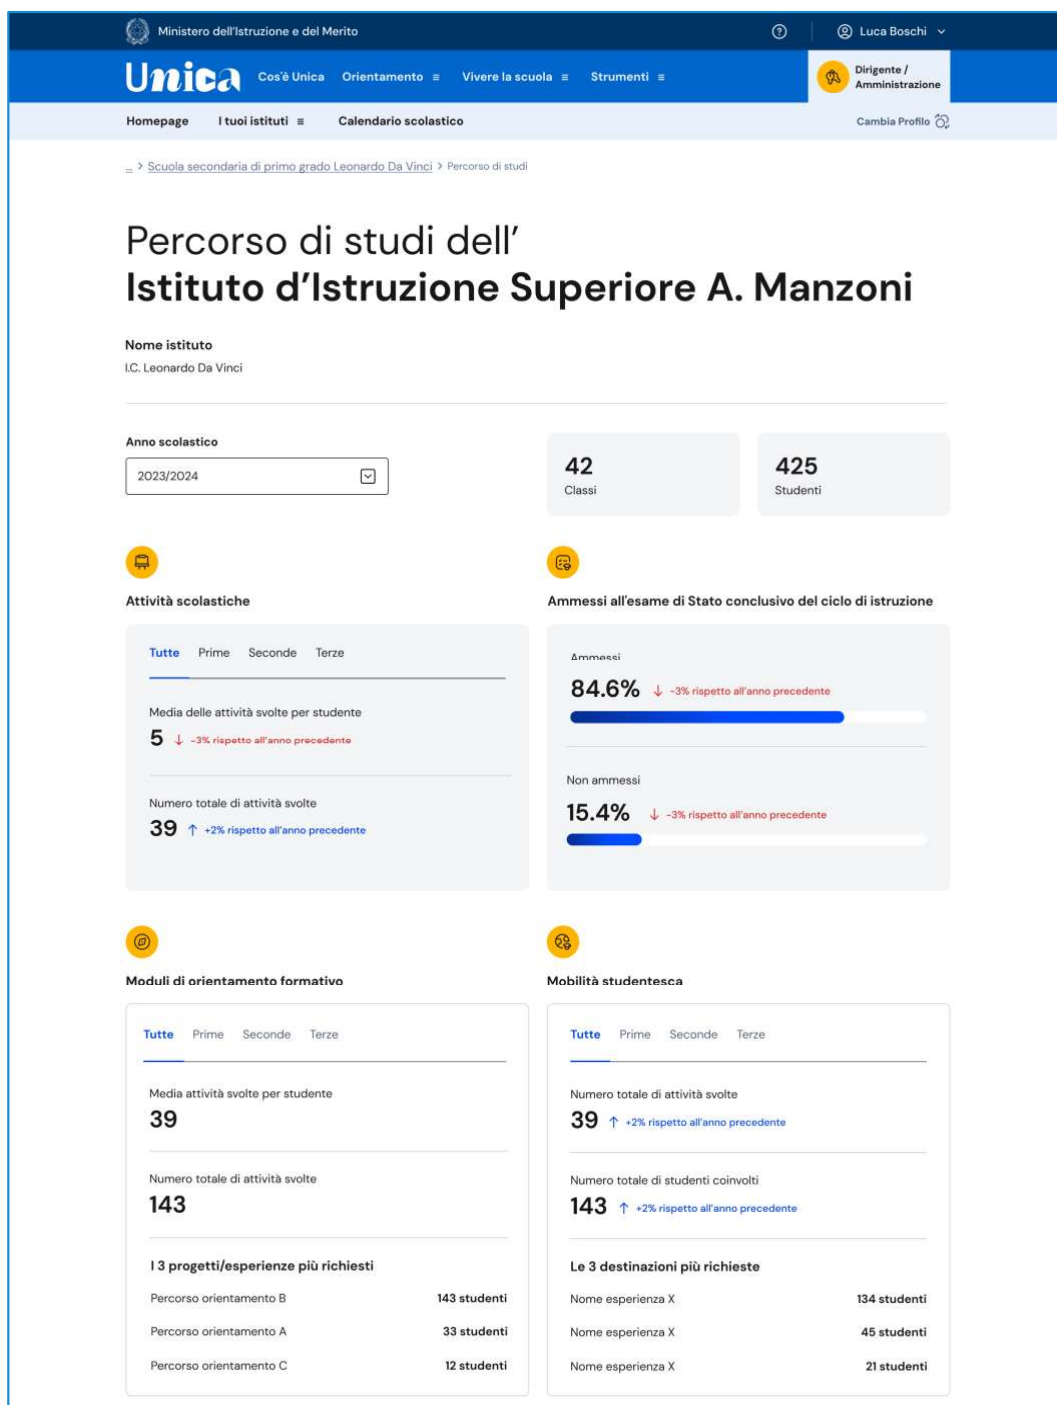 Ministero dell'Istruzione e del Merito
Luca Boschi
Unica
Cos'è Unica Orientamento Vivere la scuola Strumenti
Dirigente /
Amministrazione
Homepage I tuoi istituti Calendario scolastico
Cambia Profilo
... > Scuola secondaria di primo grado Leonardo Da Vinci > Percorso di studi
Percorso di studi dell'
Istituto d'Istruzione Superiore A. Manzoni
Nome istituto
I.C. Leonardo Da Vinci
Anno scolastico
2023/2024
42
Classi
425
Studenti
Attività scolastiche
Tutte Prime Seconde Terze
Media delle attività svolte per studente
5 ↓ -3% rispetto all'anno precedente
Numero totale di attività svolte
39 ↑ +2% rispetto all'anno precedente
Ammessi all'esame di Stato conclusivo del ciclo di istruzione
Ammessi
84.6% ↓ -3% rispetto all'anno precedente
Non ammessi
15.4% ↓ -3% rispetto all'anno precedente
Moduli di orientamento formativo
Tutte Prime Seconde Terze
Media attività svolte per studente
39
Numero totale di attività svolte
143
I 3 progetti/esperienze più richiesti
Percorso orientamento B 143 studenti
Percorso orientamento A 33 studenti
Percorso orientamento C 12 studenti
Mobilità studentesca
Tutte Prime Seconde Terze
Numero totale di attività svolte
39 ↑ +2% rispetto all'anno precedente
Numero totale di studenti coinvolti
143 ↑ +2% rispetto all'anno precedente
Le 3 destinazioni più richieste
Nome esperienza X 134 studenti
Nome esperienza X 45 studenti
Nome esperienza X 21 studenti